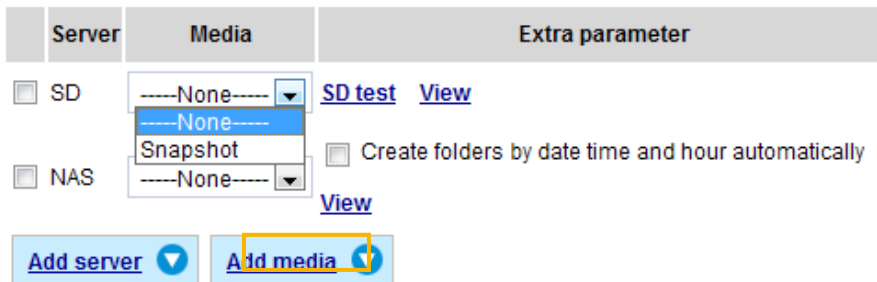 Server Media Extra parameter
SD -----None----- SD test View
-----None-----
Snapshot
Create folders by date time and hour automatically
NAS -----None-----
View
Add server Add media